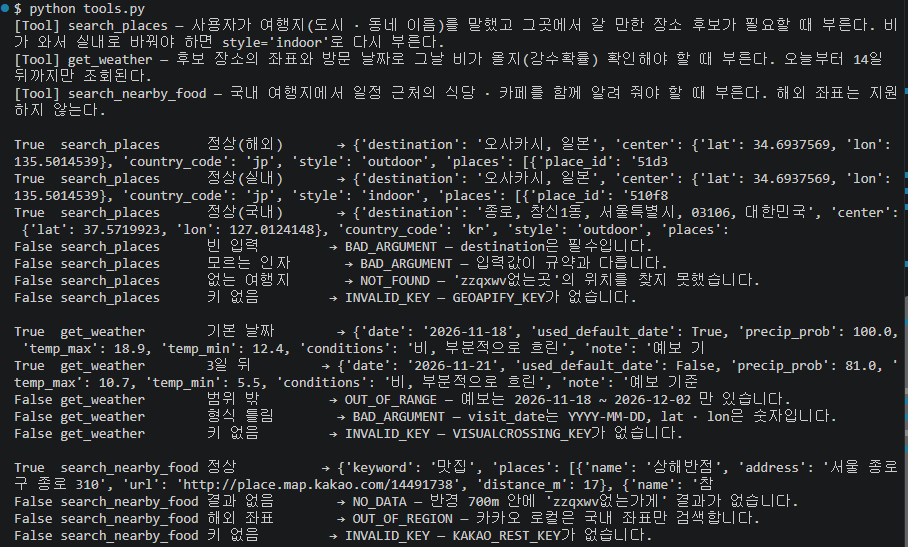 $ python tools.py
[Tool] search_places — 사용자가 여행지(도시 · 동네 이름)를 말했고 그곳에서 갈 만한 장소 후보가 필요할 때 부른다. 비
가 와서 실내로 바꿔야 하면 style='indoor'로 다시 부른다.
[Tool] get_weather — 후보 장소의 좌표와 방문 날짜로 그날 비가 올지(강수확률) 확인해야 할 때 부른다. 오늘부터 14일
뒤까지만 조회된다.
[Tool] search_nearby_food — 국내 여행지에서 일정 근처의 식당 · 카페를 함께 알려 줘야 할 때 부른다. 해외 좌표는 지원
하지 않는다.
True  search_places      정상(해외)       → {'destination': '오사카시, 일본', 'center': {'lat': 34.6937569, 'lon':
135.5014539}, 'country_code': 'jp', 'style': 'outdoor', 'places': [{'place_id': '51d3
True  search_places      정상(실내)       → {'destination': '오사카시, 일본', 'center': {'lat': 34.6937569, 'lon':
135.5014539}, 'country_code': 'jp', 'style': 'indoor', 'places': [{'place_id': '510f8
True  search_places      정상(국내)       → {'destination': '종로, 창신1동, 서울특별시, 03106, 대한민국', 'center':
{'lat': 37.5719923, 'lon': 127.0124148}, 'country_code': 'kr', 'style': 'outdoor', 'places':
False search_places      빈 입력         → BAD_ARGUMENT — destination은 필수입니다.
False search_places      모르는 인자       → BAD_ARGUMENT — 입력값이 규약과 다릅니다.
False search_places      없는 여행지       → NOT_FOUND — 'zzqxwv없는곳'의 위치를 찾지 못했습니다.
False search_places      키 없음         → INVALID_KEY — GEOAPIFY_KEY가 없습니다.
True  get_weather        기본 날짜        → {'date': '2026-11-18', 'used_default_date': True, 'precip_prob': 100.0,
'temp_max': 18.9, 'temp_min': 12.4, 'conditions': '비, 부분적으로 흐린', 'note': '예보 기
True  get_weather        3일 뒤         → {'date': '2026-11-21', 'used_default_date': False, 'precip_prob': 81.0, '
temp_max': 10.7, 'temp_min': 5.5, 'conditions': '비, 부분적으로 흐린', 'note': '예보 기준
False get_weather        범위 밖         → OUT_OF_RANGE — 예보는 2026-11-18 ~ 2026-12-02 만 있습니다.
False get_weather        형식 틀림        → BAD_ARGUMENT — visit_date는 YYYY-MM-DD, lat · lon은 숫자입니다.
False get_weather        키 없음         → INVALID_KEY — VISUALCROSSING_KEY가 없습니다.
True  search_nearby_food 정상           → {'keyword': '맛집', 'places': [{'name': '상해반점', 'address': '서울 종로
구 종로 310', 'url': 'http://place.map.kakao.com/14491738', 'distance_m': 17}, {'name': '참
False search_nearby_food 결과 없음        → NO_DATA — 반경 700m 안에 'zzqxwv없는가게' 결과가 없습니다.
False search_nearby_food 해외 좌표        → OUT_OF_REGION — 카카오 로컬은 국내 좌표만 검색합니다.
False search_nearby_food 키 없음         → INVALID_KEY — KAKAO_REST_KEY가 없습니다.